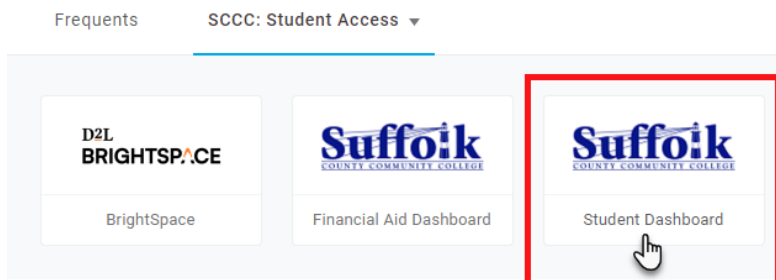 Frequents SCCC: Student Access
D2L
BRIGHTSPACE
Suffolk
COUNTY COMMUNITY COLLEGE
Suffolk
COUNTY COMMUNITY COLLEGE
BrightSpace
Financial Aid Dashboard
Student Dashboard